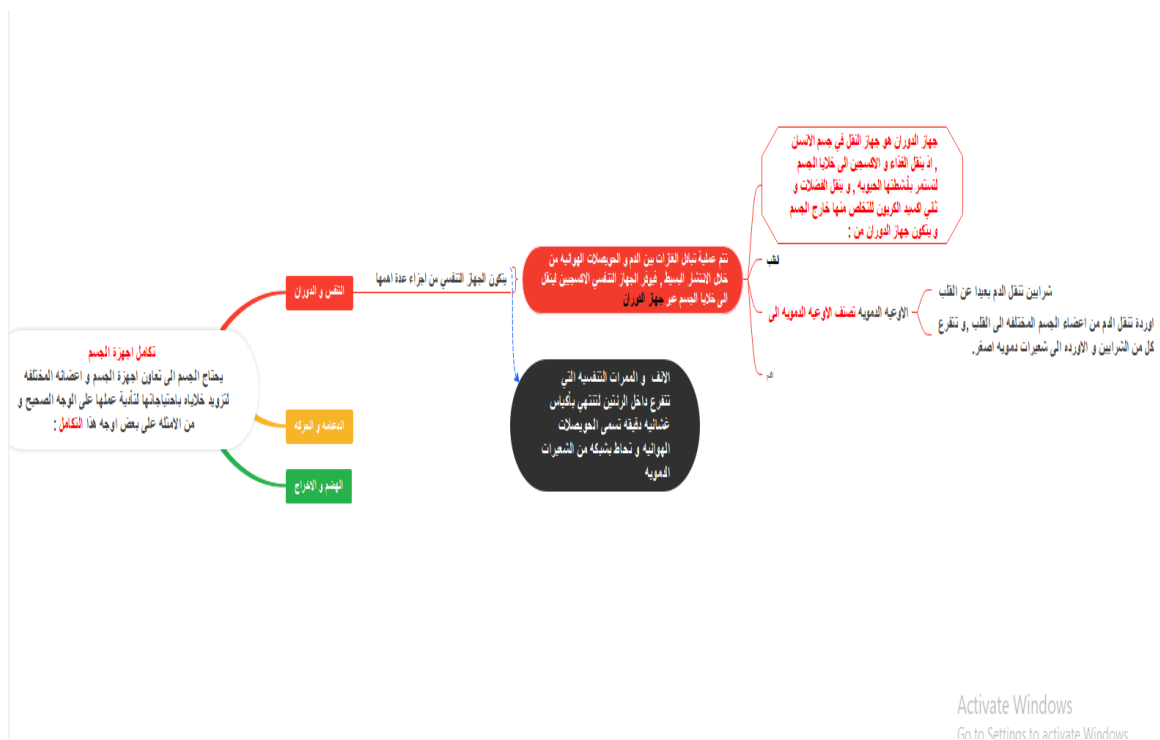 تكامل اجهزة الجسم
يحتاج الجسم الى تعاون اجهزة الجسم و اعضائه المختلفه
لتزويد خلاياه باحتياجاتها لتأدية عملها على الوجه الصحيح و
من الامثله على بعض اوجه هذا التكامل :
التنفس و الدوران
يتكون الجهاز التنفسي من اجزاء عدة اهمها
الانف و الممرات التنفسيه التي
تتفرع داخل الرئتين لتنتهي بأكياس
غشائيه دقيقه تسمى الحويصلات
الهوائيه و تحاط بشبكه من الشعيرات
الدمويه
تتم عملية تبادل الغازات بين الدم و الحويصلات الهوائيه من
خلال الانتشار البسيط , فيوفر الجهاز التنفسي الاكسجيين لينقل
الى خلايا الجسم عبر جهاز الدوران
جهاز الدوران هو جهاز النقل في جسم الانسان
, اذ ينقل الغذاء و الاكسجين الى خلايا الجسم
لتستمر بأنشطتها الحيويه , و ينقل الفضلات و
ثاني اكسيد الكربون للتخلص منها خارج الجسم
و يتكون جهاز الدوران من :
القلب
الاوعيه الدمويه تصنف الاوعيه الدمويه الى
شرايين تنقل الدم بعيدا عن القلب
اوردة تنقل الدم من اعضاء الجسم المختلفه الى القلب ,و تتفرع
كل من الشرايين و الاورده الى شعيرات دمويه اصغر.
الدم
الدعامه و الحركه
الهضم و الاخراج
Activate Windows
Go to Settings to activate Windows.